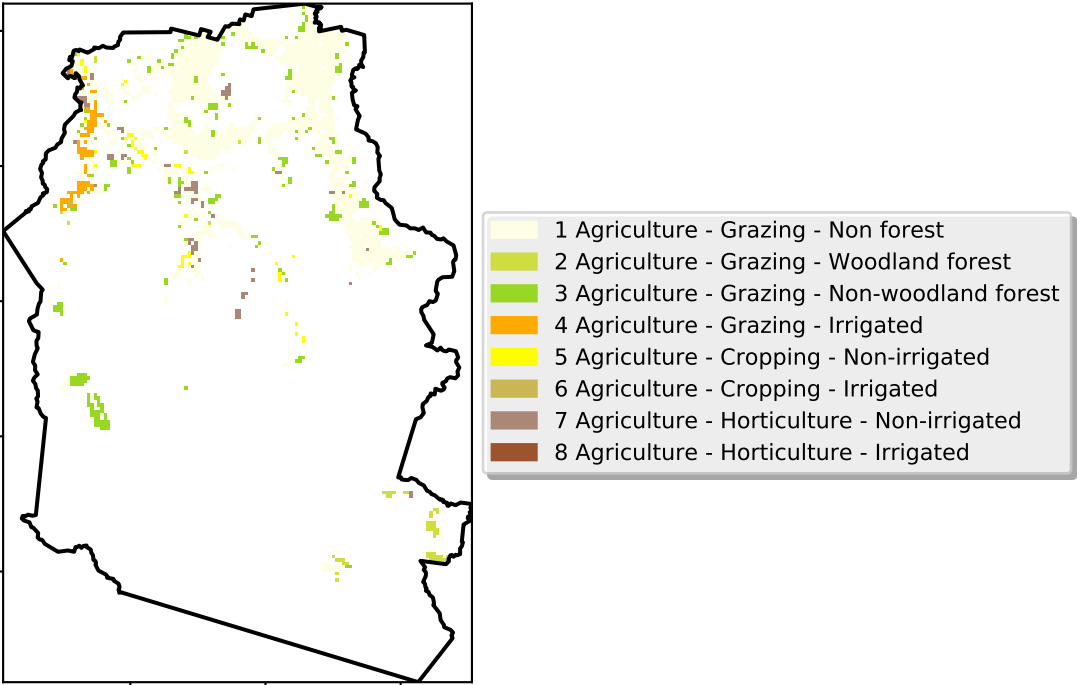 1 Agriculture - Grazing - Non forest
2 Agriculture - Grazing - Woodland forest
3 Agriculture - Grazing - Non-woodland forest
4 Agriculture - Grazing - Irrigated
5 Agriculture - Cropping - Non-irrigated
6 Agriculture - Cropping - Irrigated
7 Agriculture - Horticulture - Non-irrigated
8 Agriculture - Horticulture - Irrigated